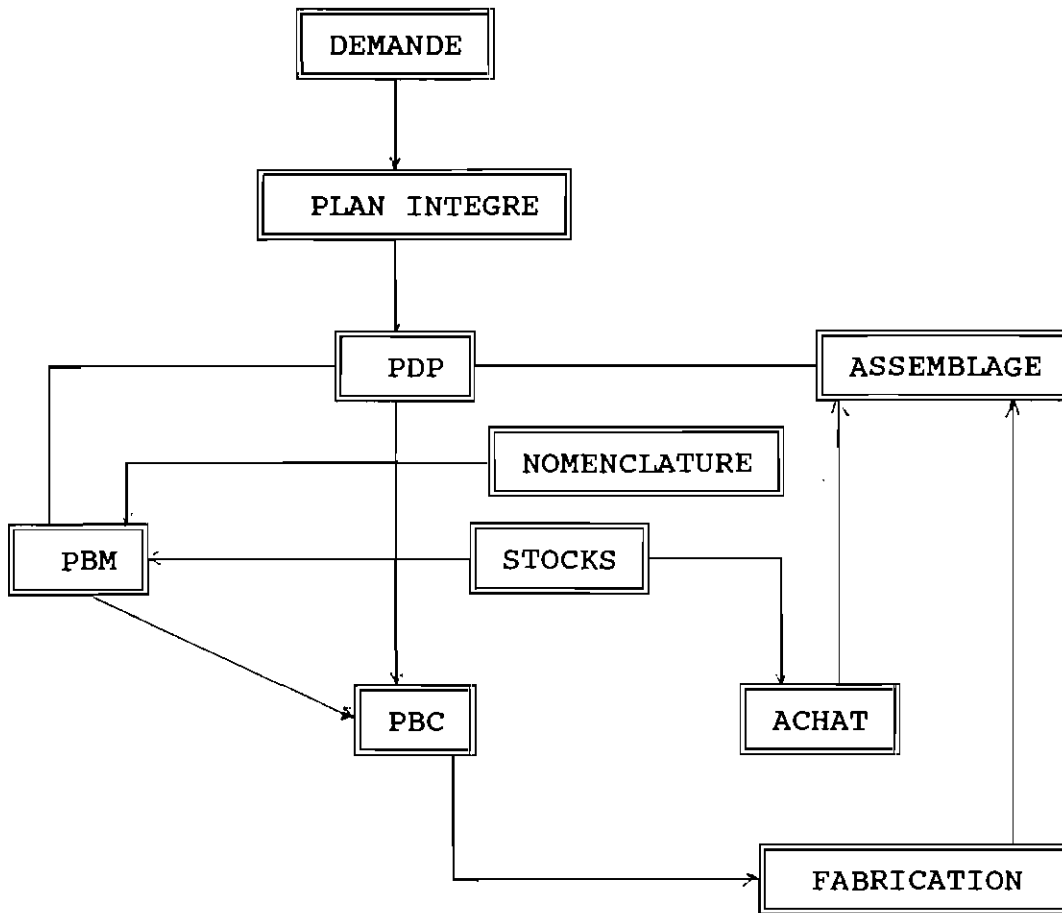 DEMANDE
PLAN INTEGRE
PDP
ASSEMBLAGE
NOMENCLATURE
PBM
STOCKS
PBC
ACHAT
FABRICATION